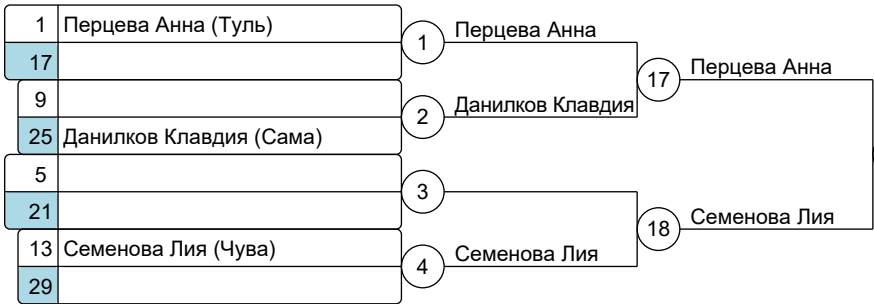 1 Перцева Анна (Туль)
17
9
25 Данилков Клавдия (Сама)
5
21
13 Семенова Лия (Чува)
29
1 Перцева Анна
2 Данилков Клавдия
3
4 Семенова Лия
17 Перцева Анна
18 Семенова Лия